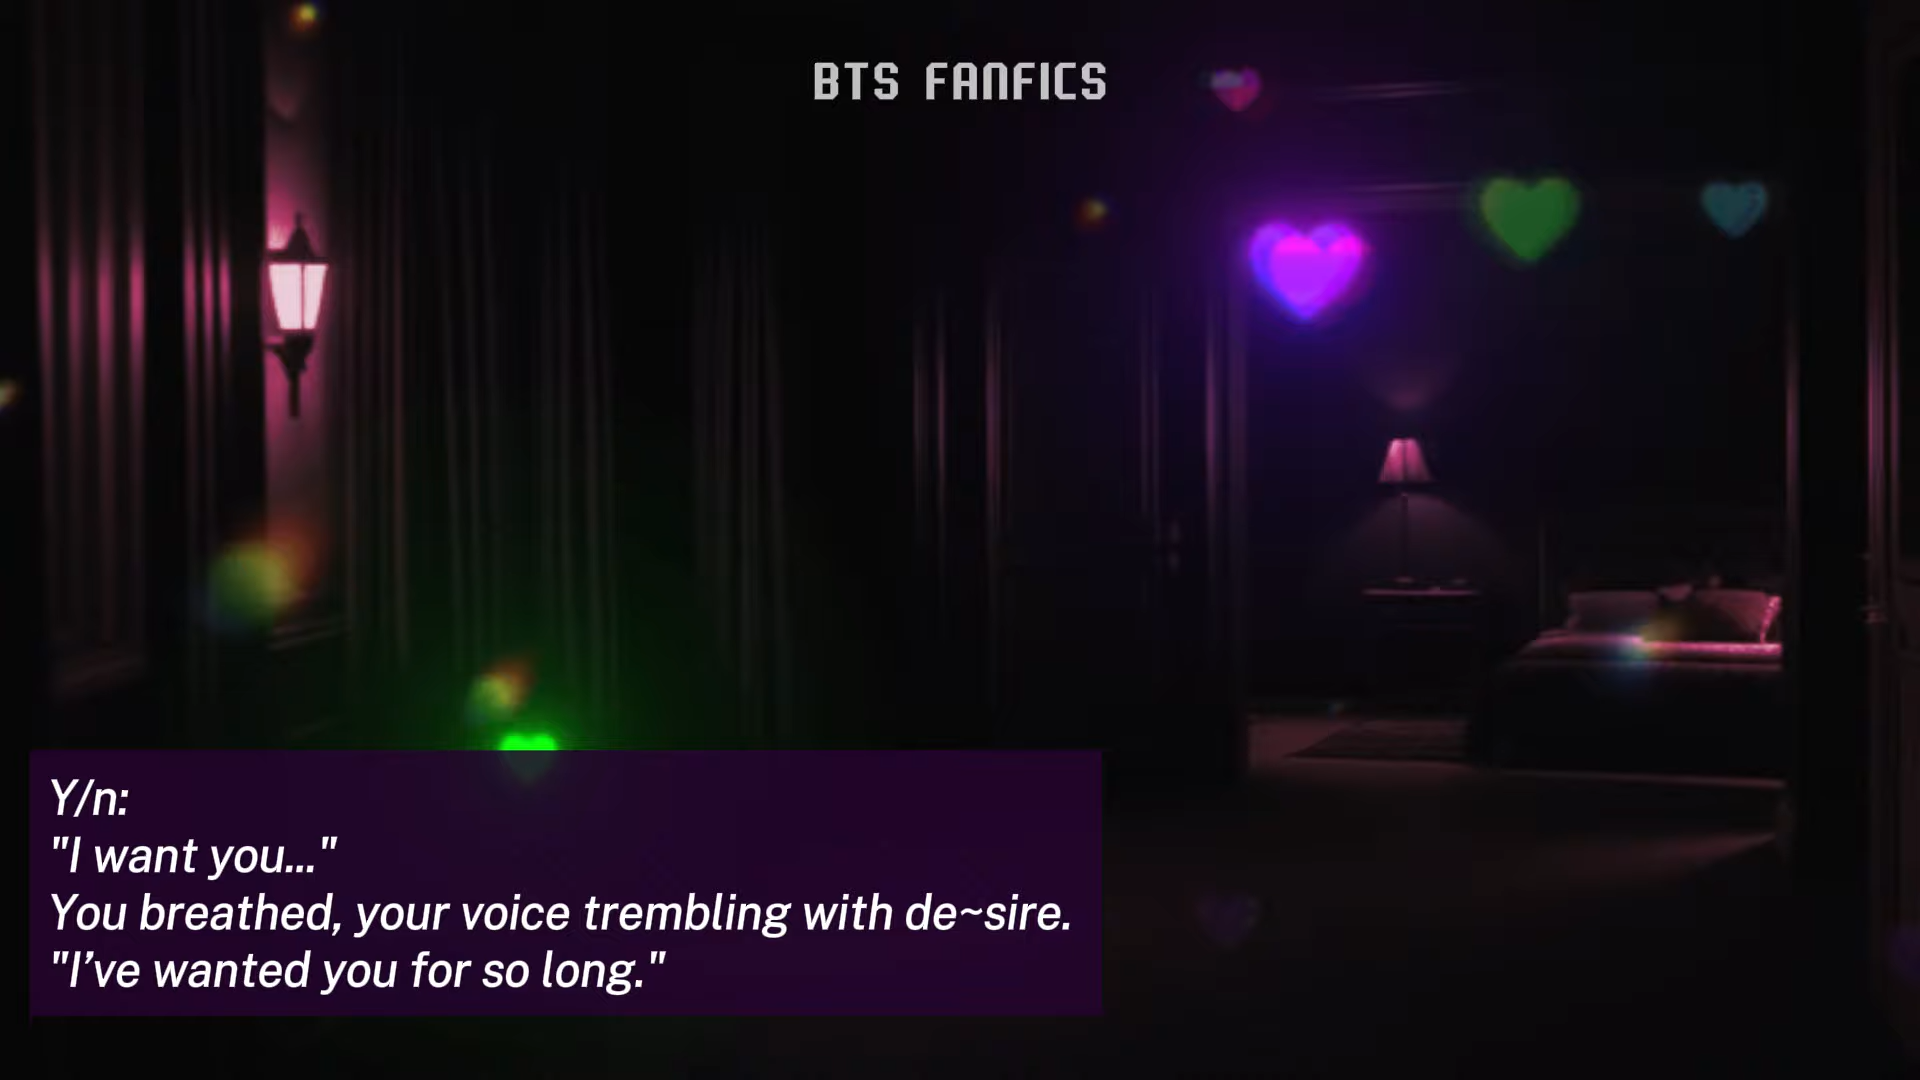 BTS FANFICS
Y/n:
"I want you..."
You breathed, your voice trembling with de~sire.
"I’ve wanted you for so long."